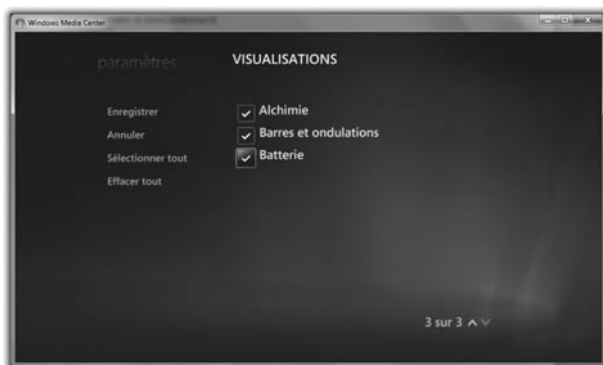 Windows Media Center
paramètres
VISUALISATIONS
Enregistrer
Annuler
Sélectionner tout
Effacer tout
Alchimie
Barres et ondulations
Batterie
3 sur 3